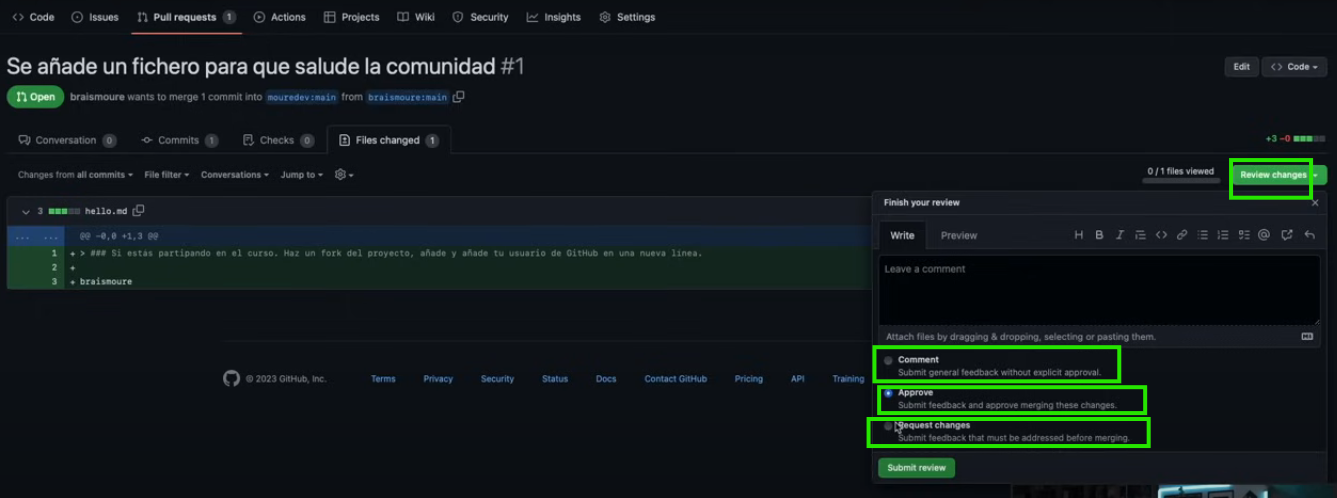 Code Issues Pull requests 1 Actions Projects Wiki Security Insights Settings
Se añade un fichero para que salude la comunidad #1
Edit <> Code
Open braismoure wants to merge 1 commit into mouredev:main from braismoure:main
Conversation 0 Commits 1 Checks 0 Files changed 1
+3 −0
Changes from all commits File filter Conversations Jump to
0 / 1 files viewed
Review changes
3 hello.md
... ... @@ -0,0 +1,3 @@
1 + > ### Si estás partipando en el curso. Haz un fork del proyecto, añade y añade tu usuario de GitHub en una nueva línea.
2 +
3 + braismoure
Finish your review
Write Preview
Leave a comment
Attach files by dragging & dropping, selecting or pasting them.
Comment
Submit general feedback without explicit approval.
Approve
Submit feedback and approve merging these changes.
Request changes
Submit feedback that must be addressed before merging.
Submit review
© 2023 GitHub, Inc. Terms Privacy Security Status Docs Contact GitHub Pricing API Training